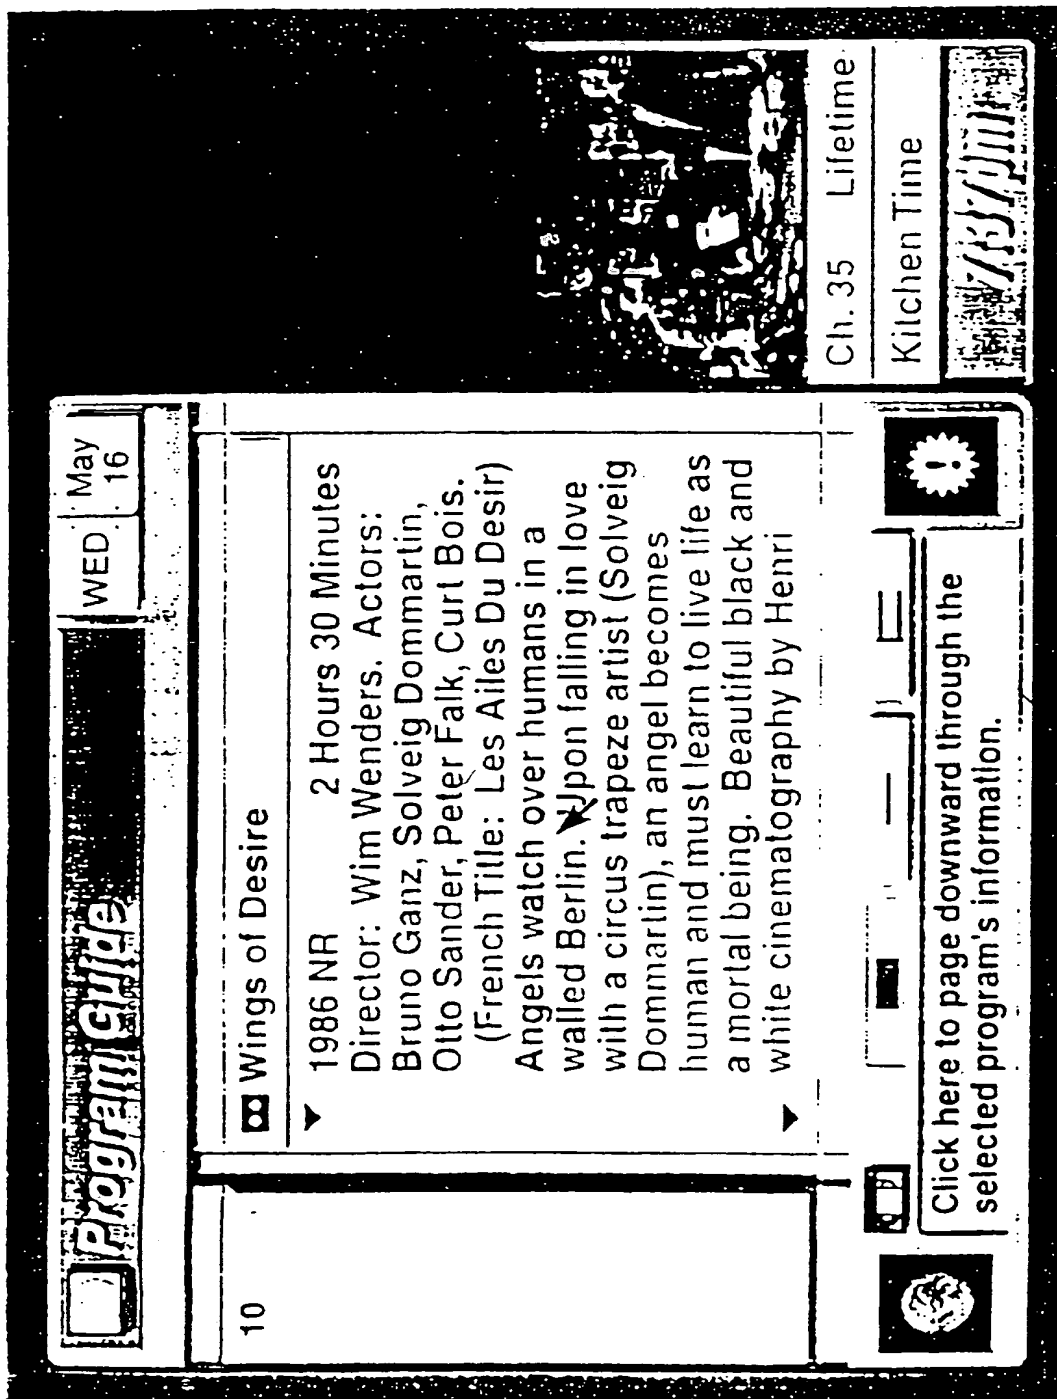 Program Guide
WED
May
16
10
Wings of Desire
1986 NR 2 Hours 30 Minutes
Director: Wim Wenders. Actors:
Bruno Ganz, Solveig Dommartin,
Otto Sander, Peter Falk, Curt Bois.
(French Title: Les Ailes Du Desir)
Angels watch over humans in a
walled Berlin. Upon falling in love
with a circus trapeze artist (Solveig
Dommartin), an angel becomes
human and must learn to live life as
a mortal being. Beautiful black and
white cinematography by Henri
Click here to page downward through the
selected program's information.
!
Ch. 35 Lifetime
Kitchen Time